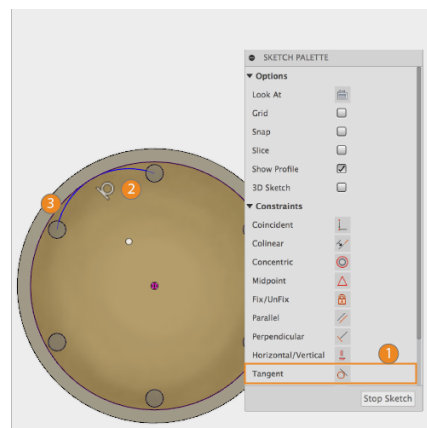 SKETCH PALETTE
Options
Look At
Grid
Snap
Slice
Show Profile
3D Sketch
Constraints
Coincident
Colinear
Concentric
Midpoint
Fix/UnFix
Parallel
Perpendicular
Horizontal/Vertical
1
Tangent
Stop Sketch
2
3